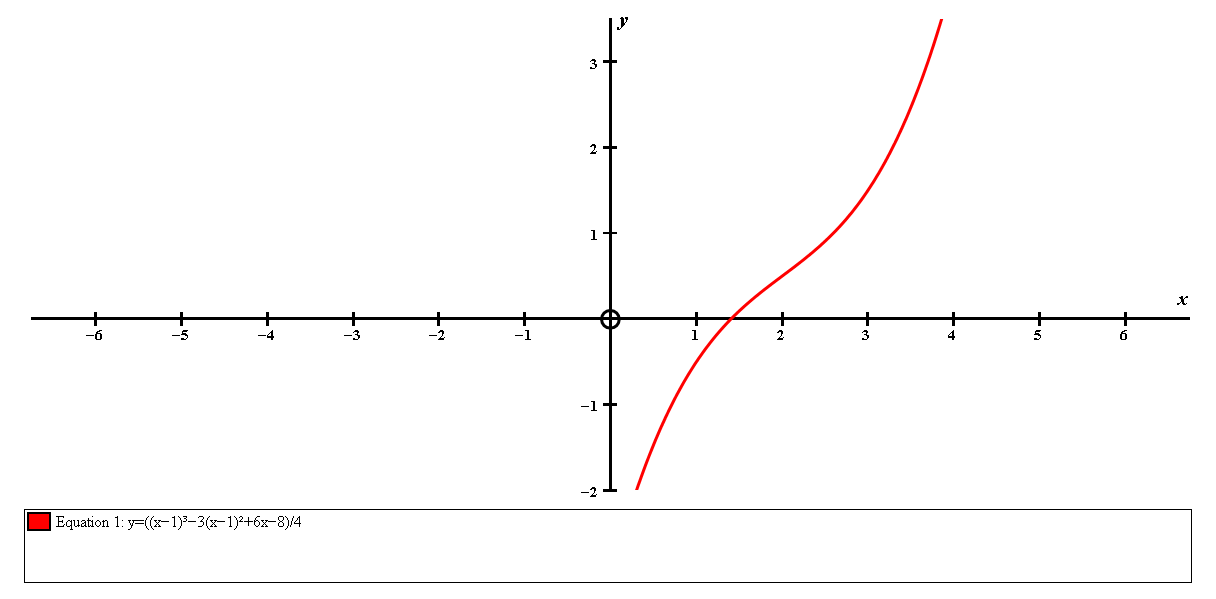 y
3
2
1
x
−6 −5 −4 −3 −2 −1 1 2 3 4 5 6
−1
−2
Equation 1: y=((x−1)³−3(x−1)²+6x−8)/4